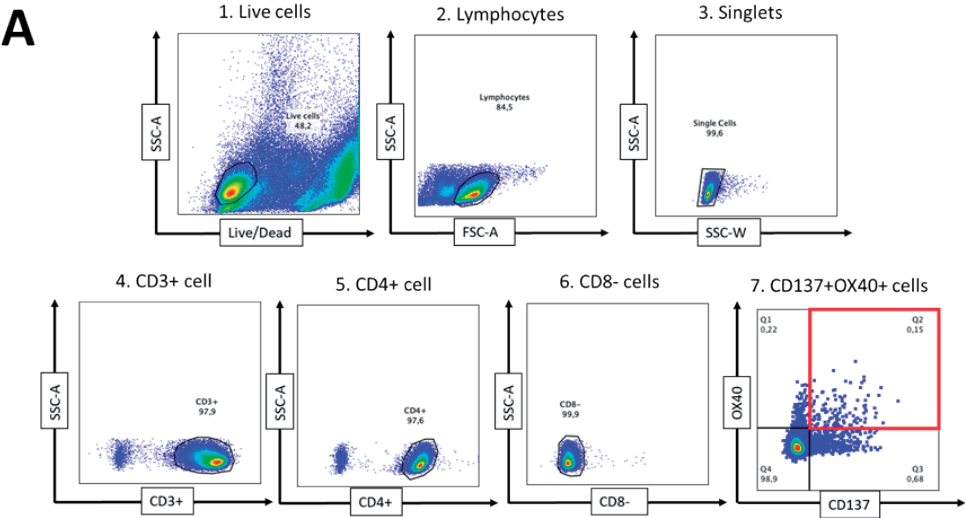 A
1. Live cells
2. Lymphocytes
3. Singlets
SSC-A
Live cells
48,2
Live/Dead
SSC-A
Lymphocytes
84,5
FSC-A
SSC-A
Single Cells
99,6
SSC-W
4. CD3+ cell
5. CD4+ cell
6. CD8- cells
7. CD137+OX40+ cells
SSC-A
CD3+
97,9
CD3+
SSC-A
CD4+
97,6
CD4+
SSC-A
CD8-
99,9
CD8-
OX40
Q1
0,22
Q2
0,15
Q4
98,9
Q3
0,68
CD137